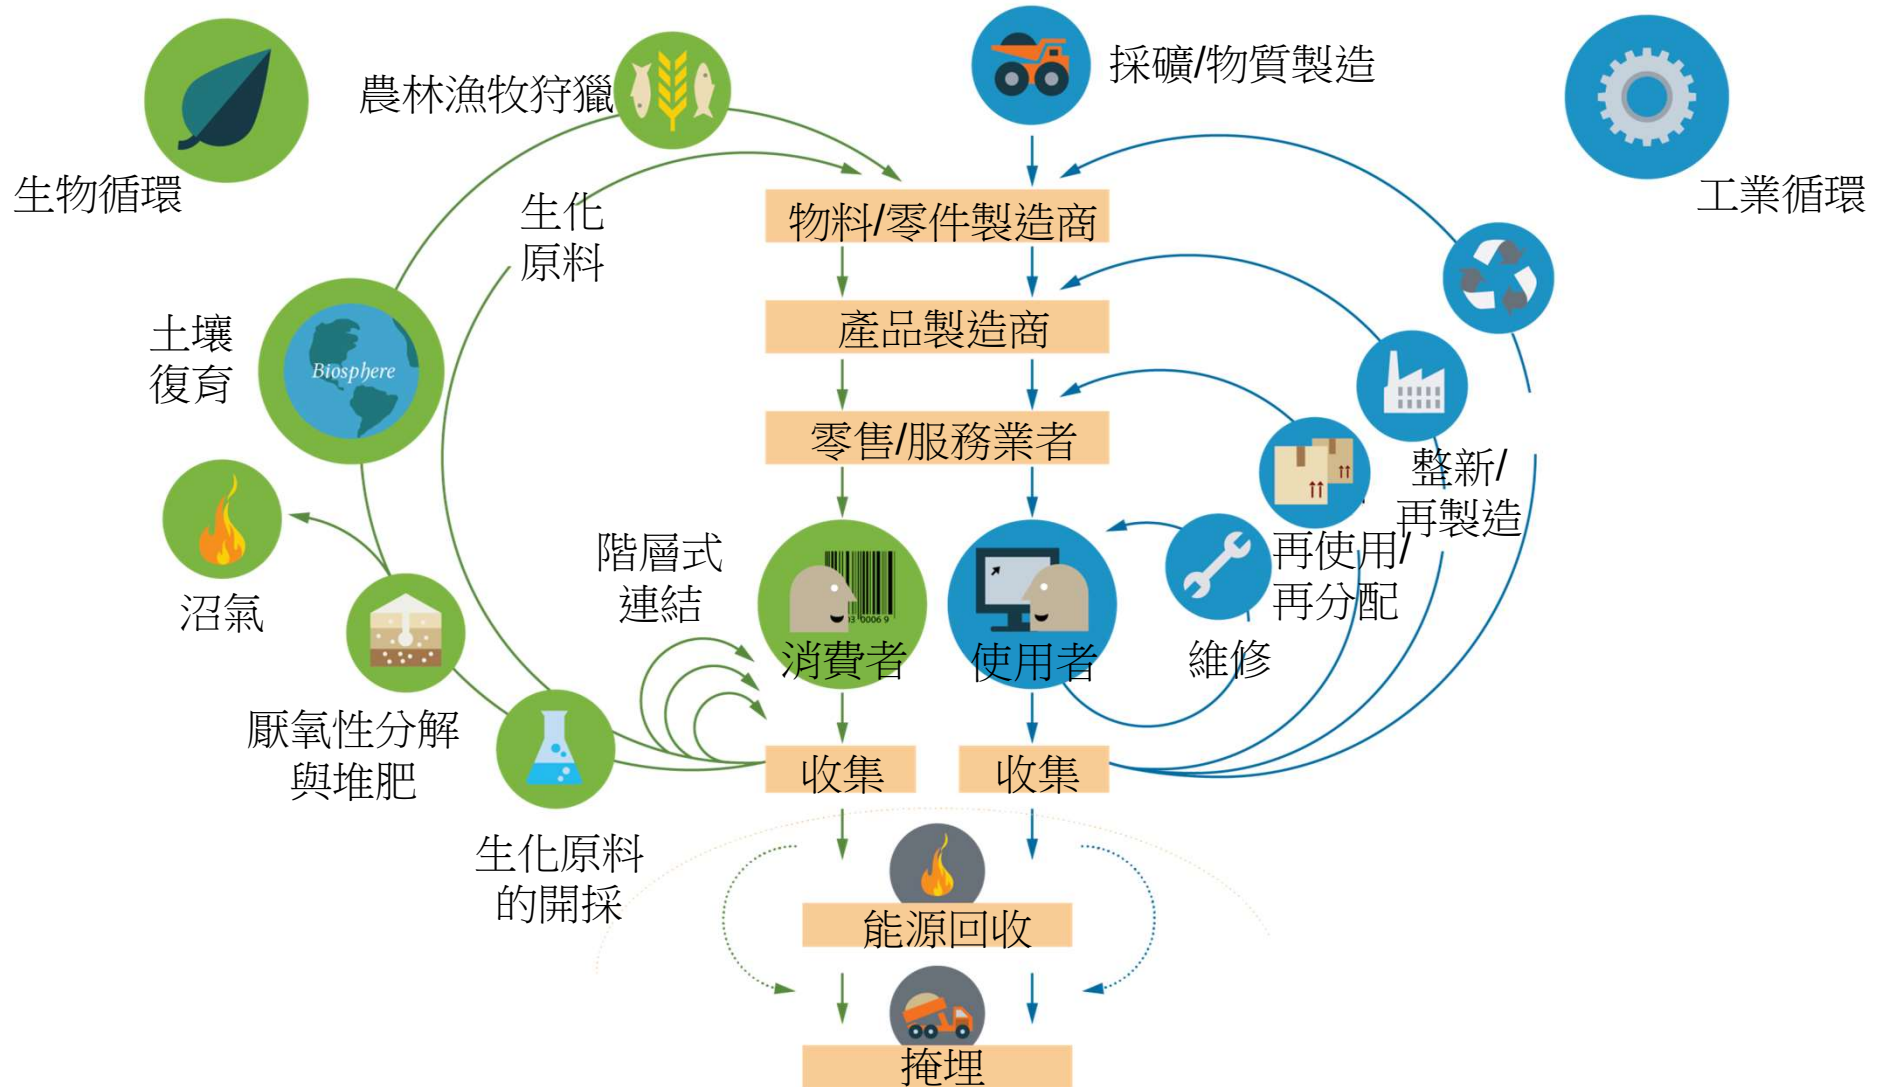 採礦/物質製造
農林漁牧狩獵
生物循環
工業循環
生化
原料
物料/零件製造商
產品製造商
土壤
復育
Biosphere
零售/服務業者
整新/
再製造
階層式
連結
再使用/
再分配
沼氣
03 0006 9
消費者
使用者
維修
厭氧性分解
與堆肥
收集
收集
生化原料
的開採
能源回收
掩埋